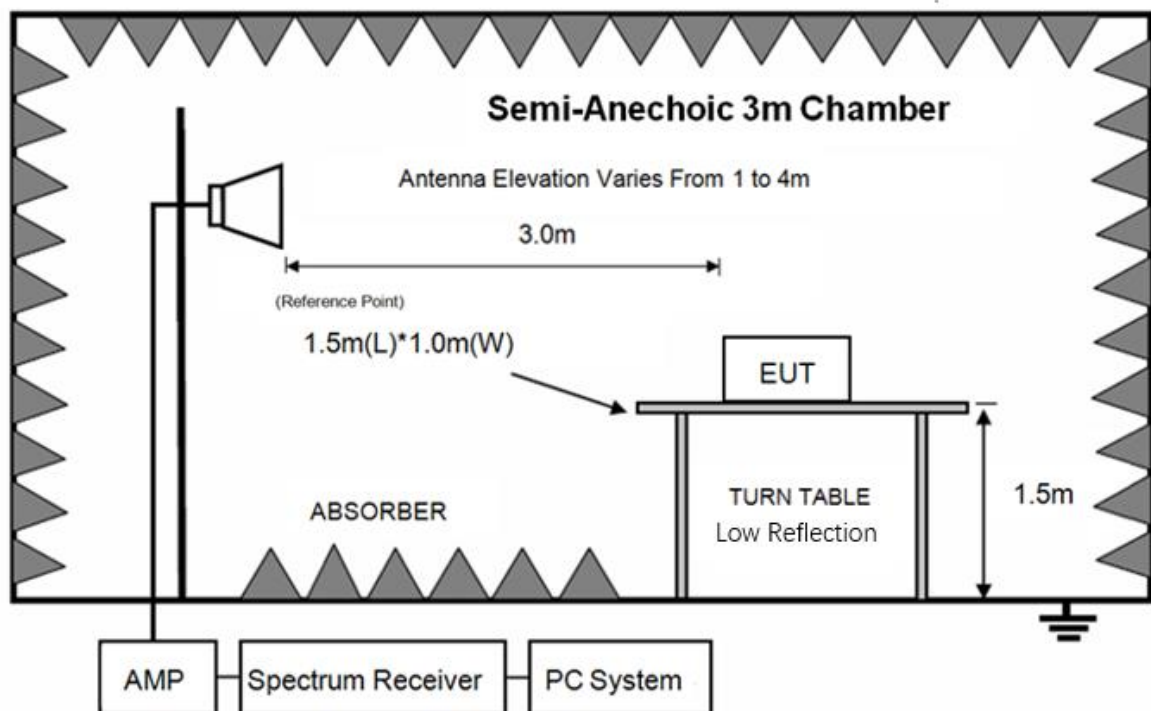 Semi-Anechoic 3m Chamber
Antenna Elevation Varies From 1 to 4m
3.0m
(Reference Point)
1.5m(L)*1.0m(W)
EUT
1.5m
TURN TABLE
Low Reflection
ABSORBER
AMP
Spectrum Receiver
PC System